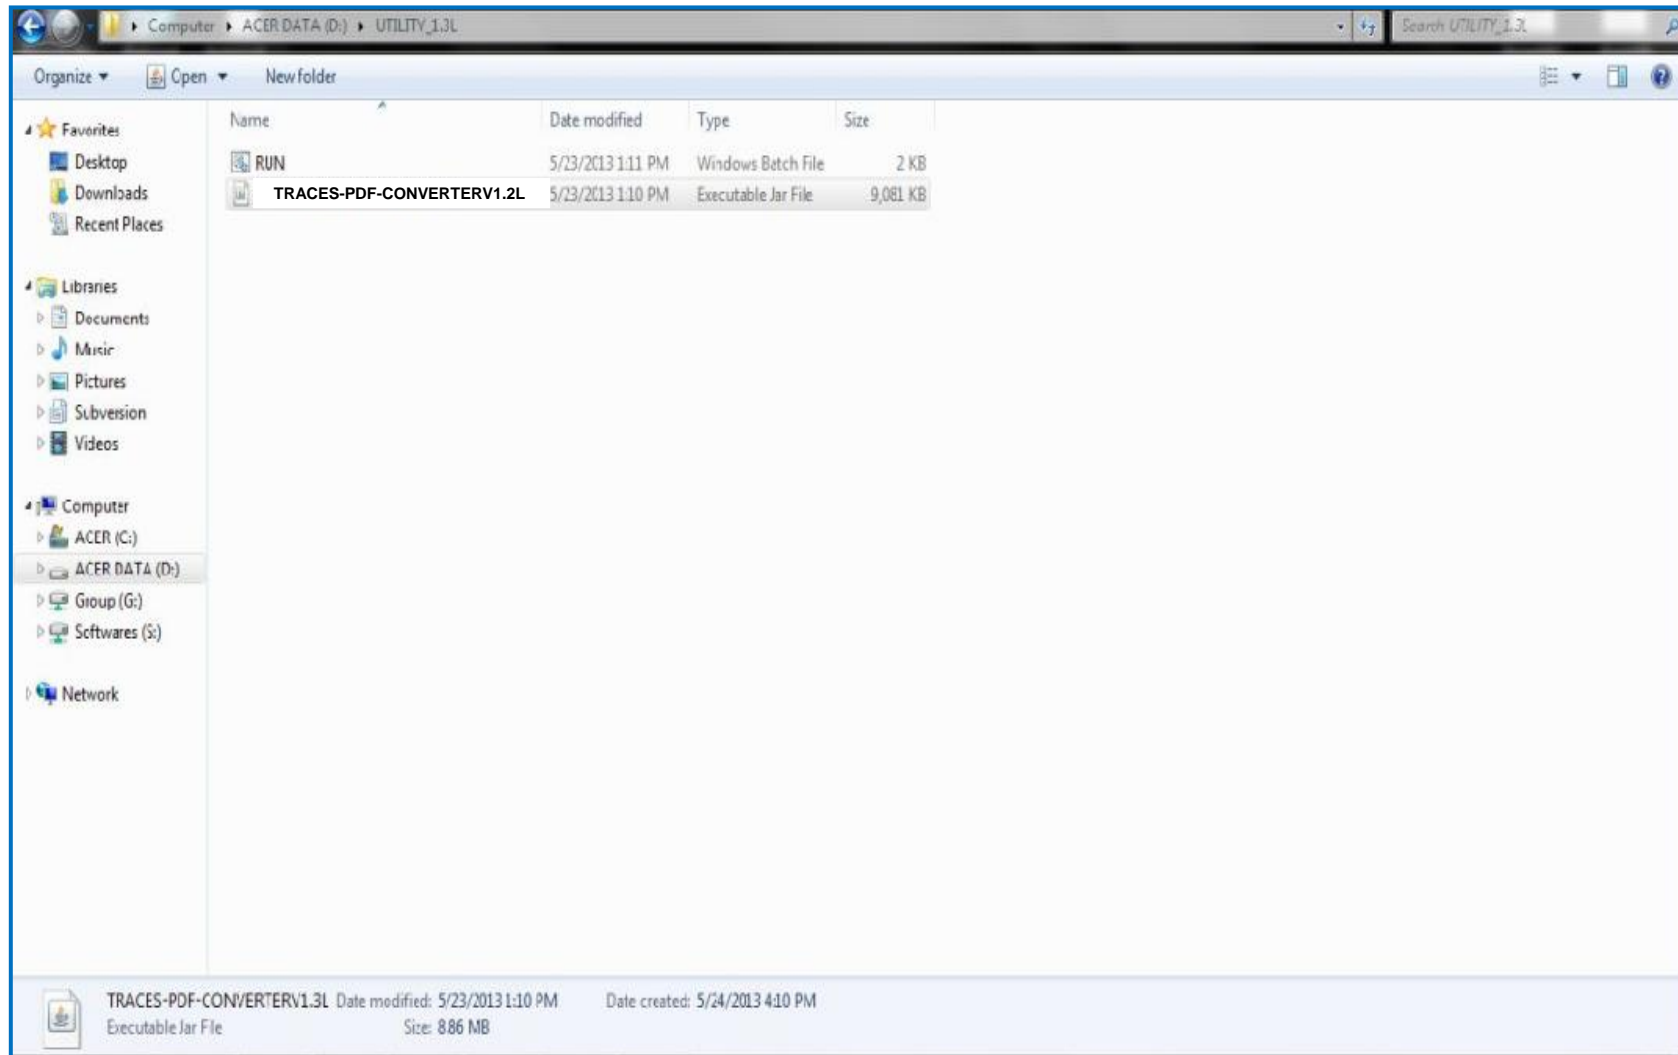 Computer ▸ ACER DATA (D:) ▸ UTILITY_1.3L Search UTILITY_1.3L
Organize Open New folder
Name Date modified Type Size
RUN 5/23/2013 1:11 PM Windows Batch File 2 KB
TRACES-PDF-CONVERTERV1.2L 5/23/2013 1:10 PM Executable Jar File 9,081 KB
Favorites
Desktop
Downloads
Recent Places
Libraries
Documents
Music
Pictures
Subversion
Videos
Computer
ACER (C:)
ACER DATA (D:)
Group (G:)
Softwares (S:)
Network
TRACES-PDF-CONVERTERV1.3L Date modified: 5/23/2013 1:10 PM Date created: 5/24/2013 4:10 PM
Executable Jar File Size: 8.86 MB